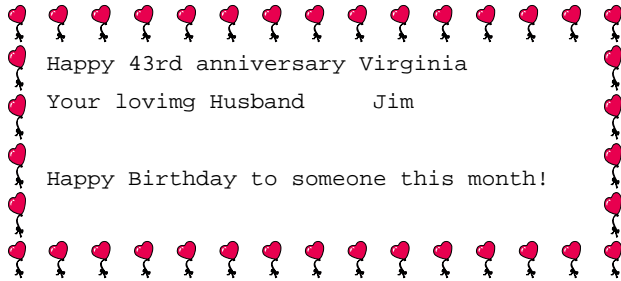 Happy 43rd anniversary Virginia
Your lovimg Husband     Jim
Happy Birthday to someone this month!